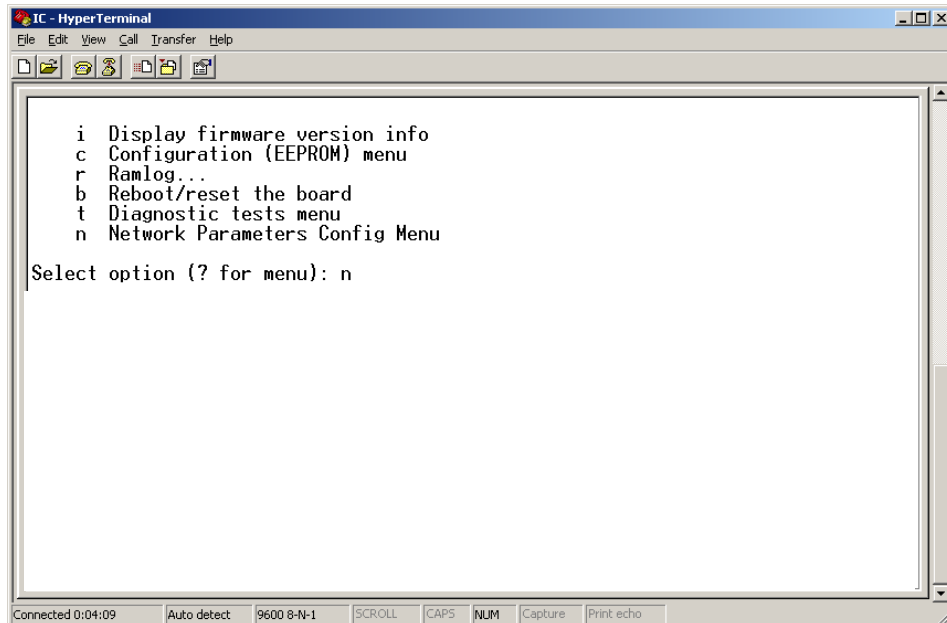 IC - HyperTerminal
File Edit View Call Transfer Help
i Display firmware version info
c Configuration (EEPROM) menu
r Ramlog...
b Reboot/reset the board
t Diagnostic tests menu
n Network Parameters Config Menu
Select option (? for menu): n
Connected 0:04:09 Auto detect 9600 8-N-1 SCROLL CAPS NUM Capture Print echo